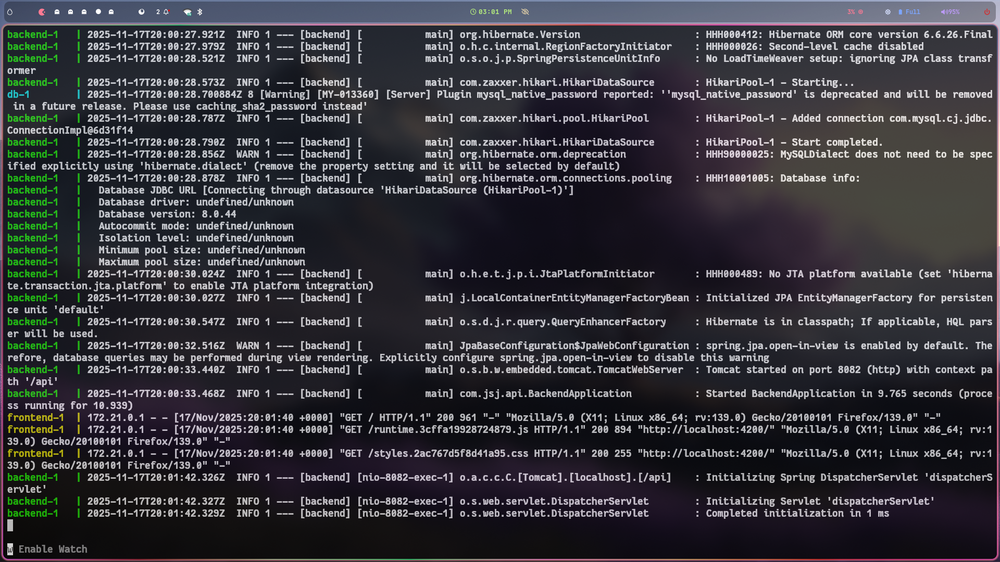 2
03:01 PM
3%
Full
95%
backend-1   | 2025-11-17T20:00:27.921Z  INFO 1 --- [backend] [           main] org.hibernate.Version                    : HHH000412: Hibernate ORM core version 6.6.26.Final
backend-1   | 2025-11-17T20:00:27.979Z  INFO 1 --- [backend] [           main] o.h.c.internal.RegionFactoryInitiator    : HHH000026: Second-level cache disabled
backend-1   | 2025-11-17T20:00:28.521Z  INFO 1 --- [backend] [           main] o.s.o.j.p.SpringPersistenceUnitInfo      : No LoadTimeWeaver setup: ignoring JPA class transf
ormer
backend-1   | 2025-11-17T20:00:28.573Z  INFO 1 --- [backend] [           main] com.zaxxer.hikari.HikariDataSource       : HikariPool-1 - Starting...
db-1        | 2025-11-17T20:00:28.700884Z 8 [Warning] [MY-013360] [Server] Plugin mysql_native_password reported: ''mysql_native_password' is deprecated and will be removed
 in a future release. Please use caching_sha2_password instead'
backend-1   | 2025-11-17T20:00:28.787Z  INFO 1 --- [backend] [           main] com.zaxxer.hikari.pool.HikariPool        : HikariPool-1 - Added connection com.mysql.cj.jdbc.
ConnectionImpl@6d31f14
backend-1   | 2025-11-17T20:00:28.790Z  INFO 1 --- [backend] [           main] com.zaxxer.hikari.HikariDataSource       : HikariPool-1 - Start completed.
backend-1   | 2025-11-17T20:00:28.856Z  WARN 1 --- [backend] [           main] org.hibernate.orm.deprecation            : HHH90000025: MySQLDialect does not need to be spec
ified explicitly using 'hibernate.dialect' (remove the property setting and it will be selected by default)
backend-1   | 2025-11-17T20:00:28.878Z  INFO 1 --- [backend] [           main] org.hibernate.orm.connections.pooling    : HHH10001005: Database info:
backend-1   |   Database JDBC URL [Connecting through datasource 'HikariDataSource (HikariPool-1)']
backend-1   |   Database driver: undefined/unknown
backend-1   |   Database version: 8.0.44
backend-1   |   Autocommit mode: undefined/unknown
backend-1   |   Isolation level: undefined/unknown
backend-1   |   Minimum pool size: undefined/unknown
backend-1   |   Maximum pool size: undefined/unknown
backend-1   | 2025-11-17T20:00:30.024Z  INFO 1 --- [backend] [           main] o.h.e.t.j.p.i.JtaPlatformInitiator       : HHH000489: No JTA platform available (set 'hiberna
te.transaction.jta.platform' to enable JTA platform integration)
backend-1   | 2025-11-17T20:00:30.027Z  INFO 1 --- [backend] [           main] j.LocalContainerEntityManagerFactoryBean : Initialized JPA EntityManagerFactory for persisten
ce unit 'default'
backend-1   | 2025-11-17T20:00:30.547Z  INFO 1 --- [backend] [           main] o.s.d.j.r.query.QueryEnhancerFactory     : Hibernate is in classpath; If applicable, HQL pars
er will be used.
backend-1   | 2025-11-17T20:00:32.516Z  WARN 1 --- [backend] [           main] JpaBaseConfiguration$JpaWebConfiguration : spring.jpa.open-in-view is enabled by default. The
refore, database queries may be performed during view rendering. Explicitly configure spring.jpa.open-in-view to disable this warning
backend-1   | 2025-11-17T20:00:33.440Z  INFO 1 --- [backend] [           main] o.s.b.w.embedded.tomcat.TomcatWebServer  : Tomcat started on port 8082 (http) with context pa
th '/api'
backend-1   | 2025-11-17T20:00:33.468Z  INFO 1 --- [backend] [           main] com.jsj.api.BackendApplication           : Started BackendApplication in 9.765 seconds (proce
ss running for 10.939)
frontend-1  | 172.21.0.1 - - [17/Nov/2025:20:01:40 +0000] "GET / HTTP/1.1" 200 961 "-" "Mozilla/5.0 (X11; Linux x86_64; rv:139.0) Gecko/20100101 Firefox/139.0" "-"
frontend-1  | 172.21.0.1 - - [17/Nov/2025:20:01:40 +0000] "GET /runtime.3cffa19928724879.js HTTP/1.1" 200 894 "http://localhost:4200/" "Mozilla/5.0 (X11; Linux x86_64; rv:1
39.0) Gecko/20100101 Firefox/139.0" "-"
frontend-1  | 172.21.0.1 - - [17/Nov/2025:20:01:40 +0000] "GET /styles.2ac767d5f8d41a95.css HTTP/1.1" 200 255 "http://localhost:4200/" "Mozilla/5.0 (X11; Linux x86_64; rv:1
39.0) Gecko/20100101 Firefox/139.0" "-"
backend-1   | 2025-11-17T20:01:42.326Z  INFO 1 --- [backend] [nio-8082-exec-1] o.a.c.c.C.[Tomcat].[localhost].[/api]    : Initializing Spring DispatcherServlet 'dispatcherS
ervlet'
backend-1   | 2025-11-17T20:01:42.327Z  INFO 1 --- [backend] [nio-8082-exec-1] o.s.web.servlet.DispatcherServlet        : Initializing Servlet 'dispatcherServlet'
backend-1   | 2025-11-17T20:01:42.329Z  INFO 1 --- [backend] [nio-8082-exec-1] o.s.web.servlet.DispatcherServlet        : Completed initialization in 1 ms
w Enable Watch